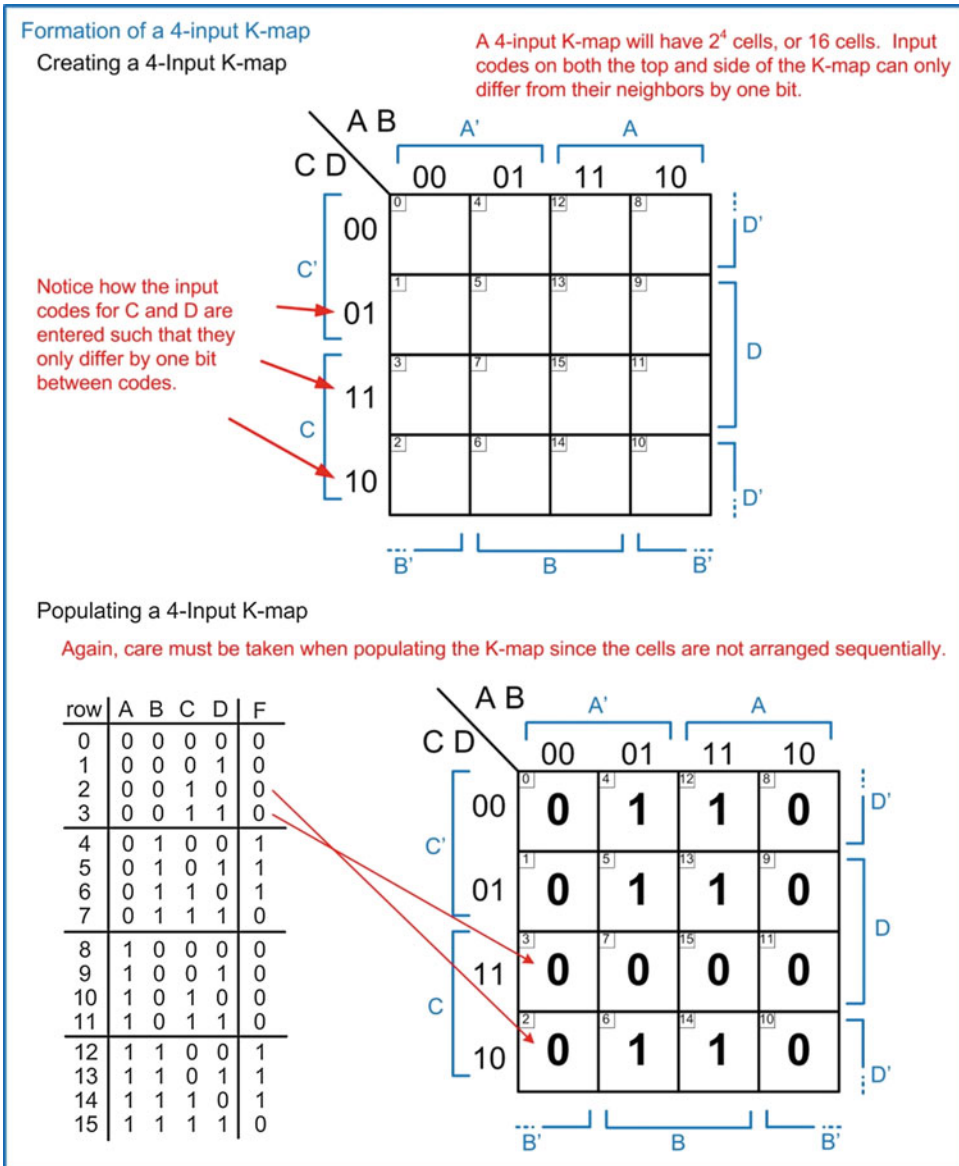 Formation of a 4-input K-map
Creating a 4-Input K-map
A 4-input K-map will have 2⁴ cells, or 16 cells. Input
codes on both the top and side of the K-map can only
differ from their neighbors by one bit.
A B
A' A
C D
00 01 11 10
0 4 12 8
00
D'
C'
1 5 13 9
Notice how the input
codes for C and D are
entered such that they
only differ by one bit
between codes.
01
D
3 7 15 11
11
C
2 6 14 10
10
D'
B' B B'
Populating a 4-Input K-map
Again, care must be taken when populating the K-map since the cells are not arranged sequentially.
row A B C D F
0 0 0 0 0 0
1 0 0 0 1 0
2 0 0 1 0 0
3 0 0 1 1 0
4 0 1 0 0 1
5 0 1 0 1 1
6 0 1 1 0 1
7 0 1 1 1 0
8 1 0 0 0 0
9 1 0 0 1 0
10 1 0 1 0 0
11 1 0 1 1 0
12 1 1 0 0 1
13 1 1 0 1 1
14 1 1 1 0 1
15 1 1 1 1 0
A B
A' A
C D
00 01 11 10
0 4 12 8
00 0 1 1 0
D'
C'
1 5 13 9
01 0 1 1 0
D
3 7 15 11
11 0 0 0 0
C
2 6 14 10
10 0 1 1 0
D'
B' B B'